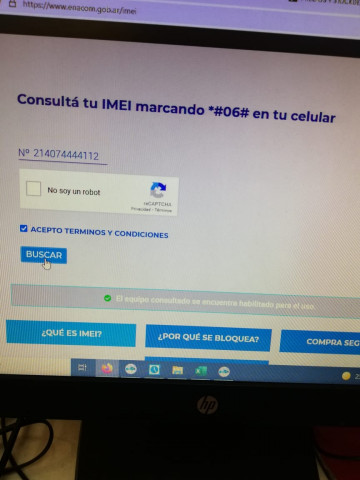 https://www.enacom.gob.ar/imei
Consultá tu IMEI marcando *#06# en tu celular
Nº 214074444112
No soy un robot
reCAPTCHA
Privacidad - Términos
ACEPTO TERMINOS Y CONDICIONES
BUSCAR
El equipo consultado se encuentra habilitado para el uso.
¿QUÉ ES IMEI?
¿POR QUÉ SE BLOQUEA?
COMPRA SEG
hp